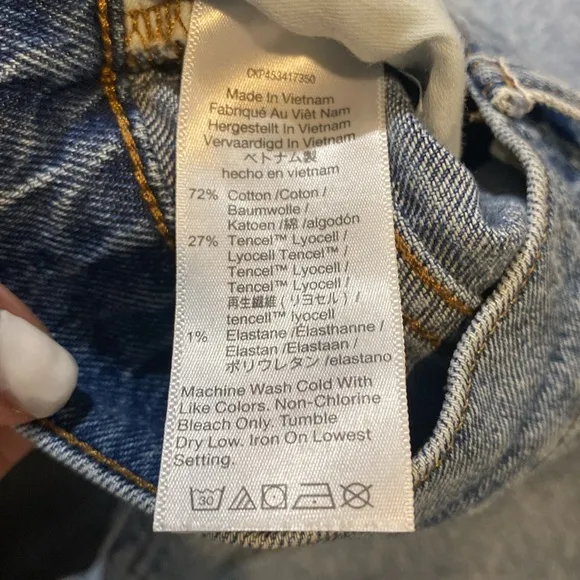 CKP453417350
Made In Vietnam
Fabriqué Au Viêt Nam
Hergestellt In Vietnam
Vervaardigd In Vietnam
ベトナム製
hecho en vietnam
72% Cotton /Coton /
Baumwolle /
Katoen /綿 /algodón
27% Tencel™ Lyocell /
Lyocell Tencel™ /
Tencel™ Lyocell /
Tencel™ Lyocell /
再生繊維 ( リヨセル ) /
tencell™ lyocell
1% Elastane /Élasthanne /
Elastan /Elastaan /
ポリウレタン /elastano
Machine Wash Cold With
Like Colors. Non-Chlorine
Bleach Only. Tumble
Dry Low. Iron On Lowest
Setting.
30